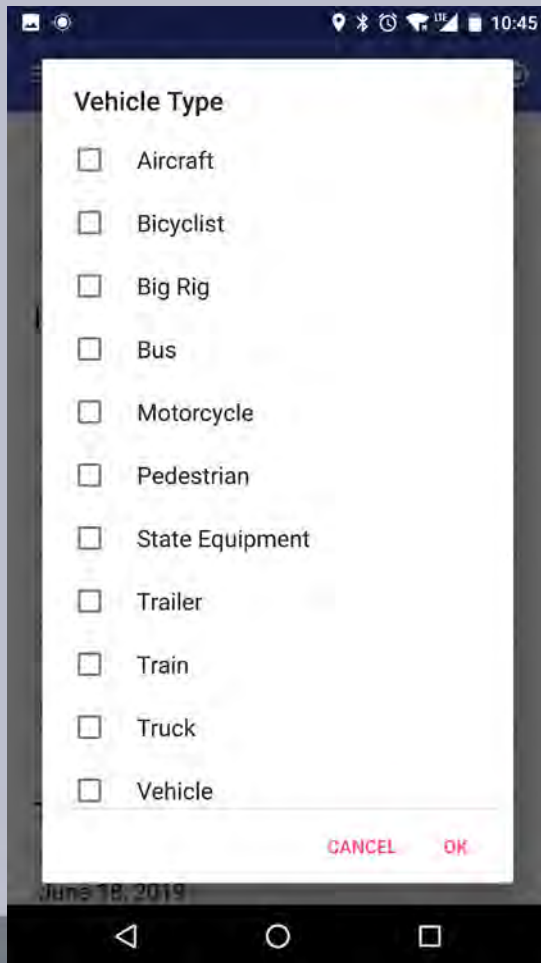 LTE 10:45
Vehicle Type
Aircraft
Bicyclist
Big Rig
Bus
Motorcycle
Pedestrian
State Equipment
Trailer
Train
Truck
Vehicle
CANCEL OK
June 18, 2019